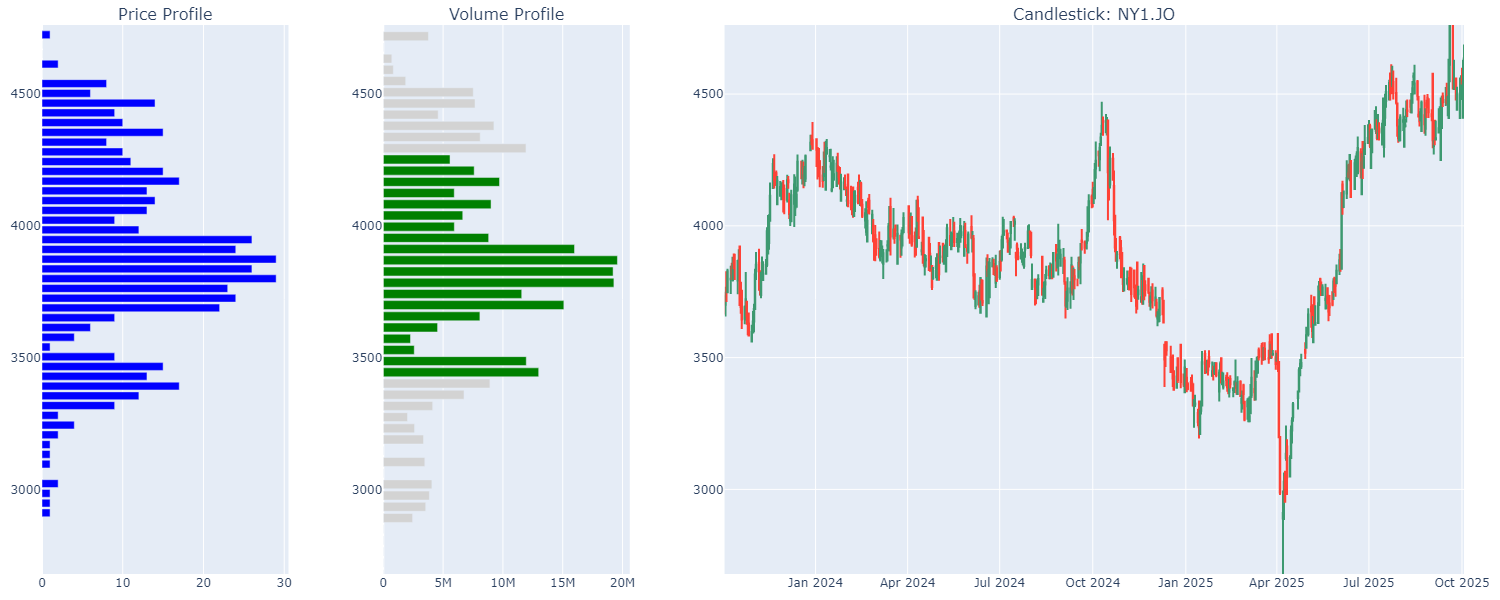 Price Profile
Volume Profile
Candlestick: NY1.JO
4500
4000
3500
3000
0
10
20
30
4500
4000
3500
3000
0
5M
10M
15M
20M
4500
4000
3500
3000
Jan 2024
Apr 2024
Jul 2024
Oct 2024
Jan 2025
Apr 2025
Jul 2025
Oct 2025